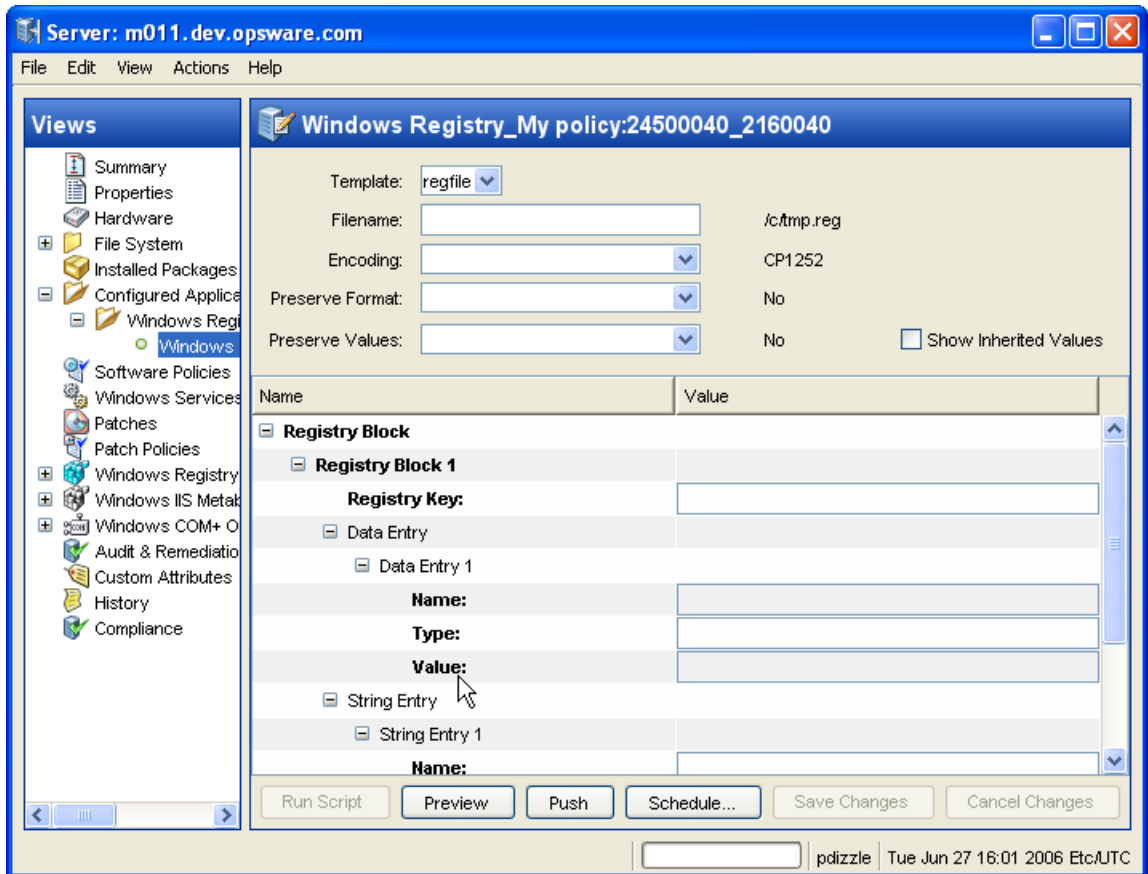 Server: m011.dev.opsware.com
File Edit View Actions Help
Views
Summary
Properties
Hardware
File System
Installed Packages
Configured Applica
Windows Regi
Windows
Software Policies
Windows Services
Patches
Patch Policies
Windows Registry
Windows IIS Metab
Windows COM+ O
Audit & Remediatio
Custom Attributes
History
Compliance
Windows Registry_My policy:24500040_2160040
Template: regfile
Filename: /c/tmp.reg
Encoding: CP1252
Preserve Format: No
Preserve Values: No Show Inherited Values
Name Value
Registry Block
Registry Block 1
Registry Key:
Data Entry
Data Entry 1
Name:
Type:
Value:
String Entry
String Entry 1
Name:
Run Script Preview Push Schedule... Save Changes Cancel Changes
pdizzle Tue Jun 27 16:01 2006 Etc/UTC